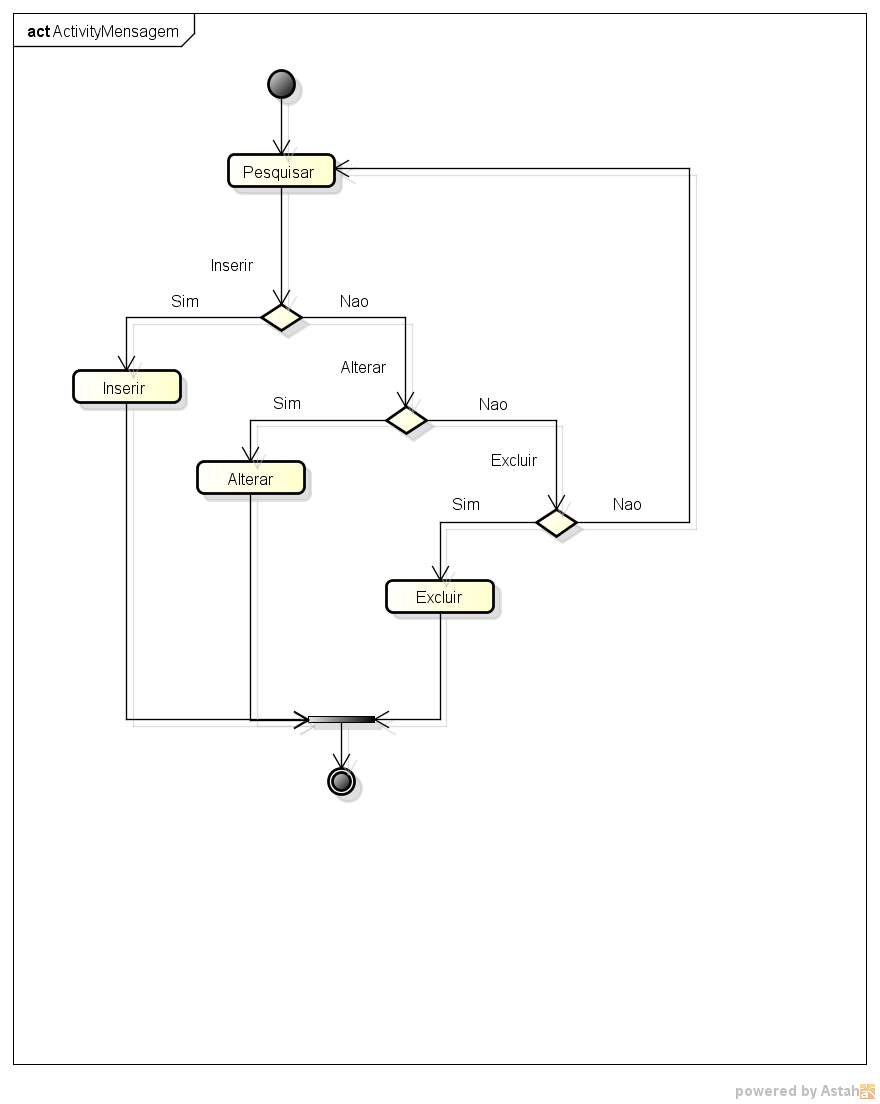 act ActivityMensagem
Pesquisar
Inserir
Sim
Nao
Inserir
Alterar
Sim
Nao
Alterar
Excluir
Sim
Nao
Excluir
powered by Astah